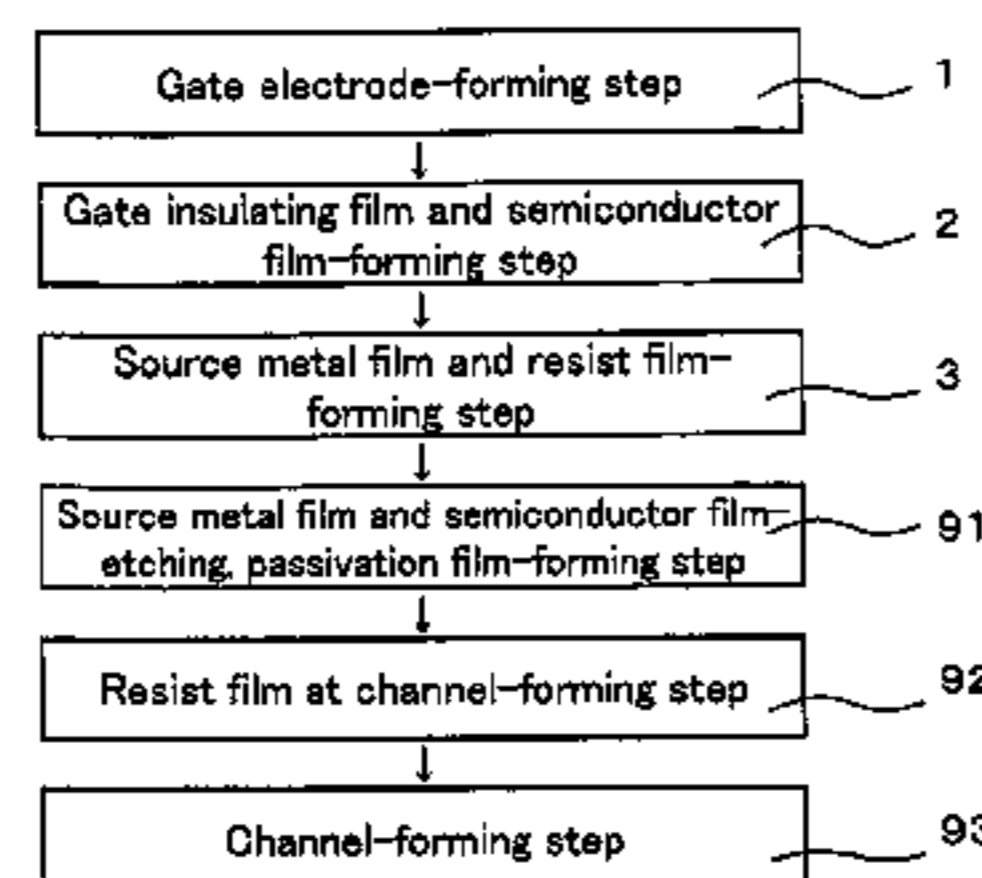 Gate electrode-forming step
1
Gate insulating film and semiconductor
film-forming step
2
Source metal film and resist film-
forming step
3
Source metal film and semiconductor film-
etching, passivation film-forming step
91
Resist film at channel-forming step
92
Channel-forming step
93